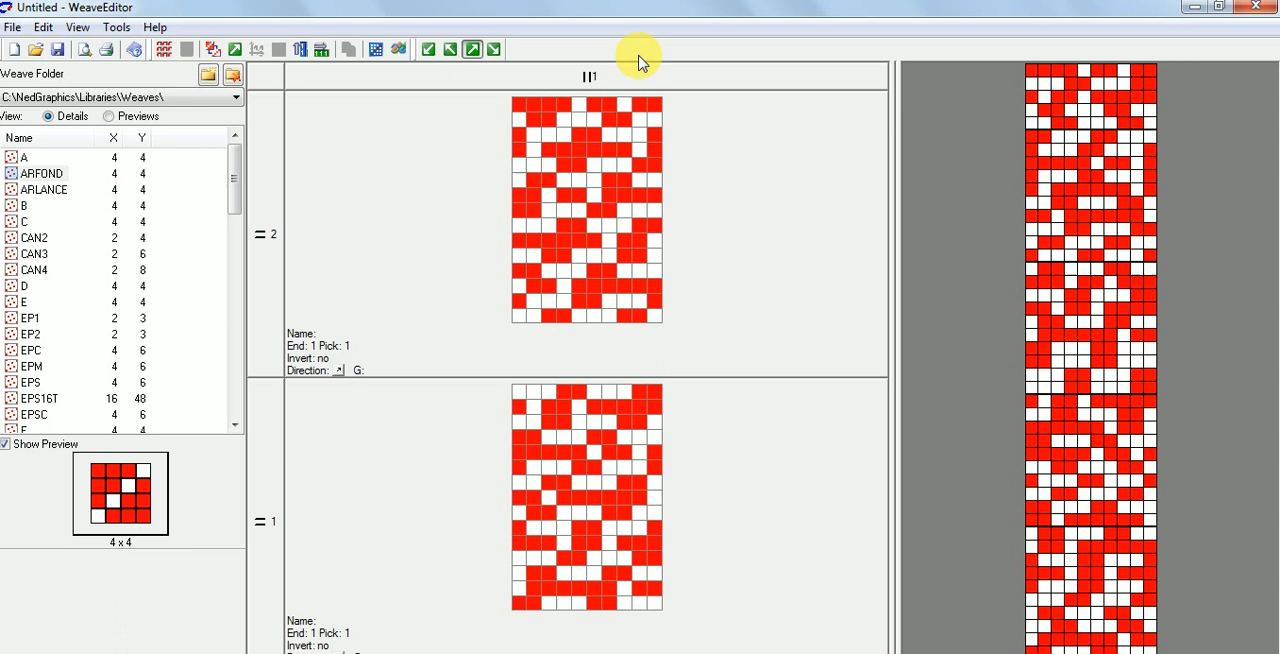 Untitled - WeaveEditor
File Edit View Tools Help
Weave Folder
C:\NedGraphics\Libraries\Weaves\
View: Details Previews
Name X Y
A 4 4
ARFOND 4 4
ARLANCE 4 4
B 4 4
C 4 4
CAN2 2 4
CAN3 2 6
CAN4 2 8
D 4 4
E 4 4
EP1 2 3
EP2 2 3
EPC 4 6
EPM 4 6
EPS 4 6
EPS16T 16 48
EPSC 4 6
F 4 4
Show Preview
4 x 4
1
2
Name:
End: 1 Pick: 1
Invert: no
Direction: G:
1
Name:
End: 1 Pick: 1
Invert: no